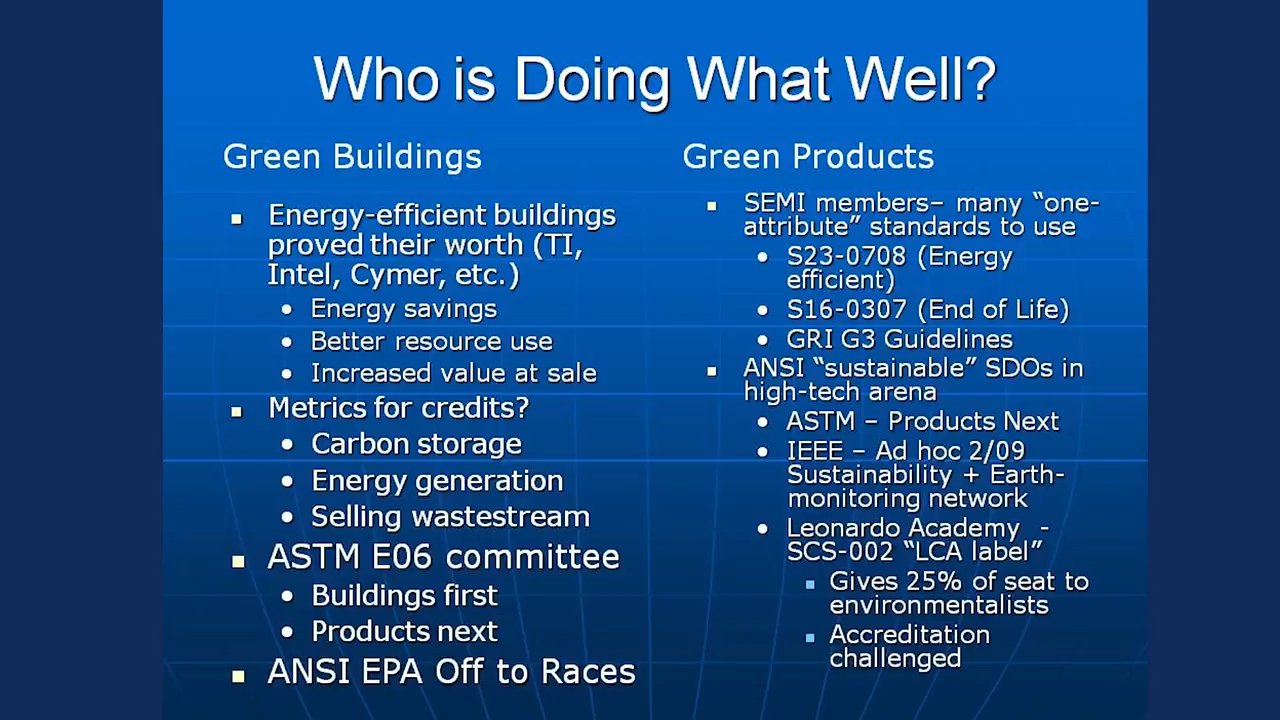 Who is Doing What Well?
Green Buildings
Energy-efficient buildings
proved their worth (TI,
Intel, Cymer, etc.)
Energy savings
Better resource use
Increased value at sale
Metrics for credits?
Carbon storage
Energy generation
Selling wastestream
ASTM E06 committee
Buildings first
Products next
ANSI EPA Off to Races
Green Products
SEMI members– many “one-
attribute” standards to use
S23-0708 (Energy
efficient)
S16-0307 (End of Life)
GRI G3 Guidelines
ANSI “sustainable” SDOs in
high-tech arena
ASTM – Products Next
IEEE – Ad hoc 2/09
Sustainability + Earth-
monitoring network
Leonardo Academy -
SCS-002 “LCA label”
Gives 25% of seat to
environmentalists
Accreditation
challenged